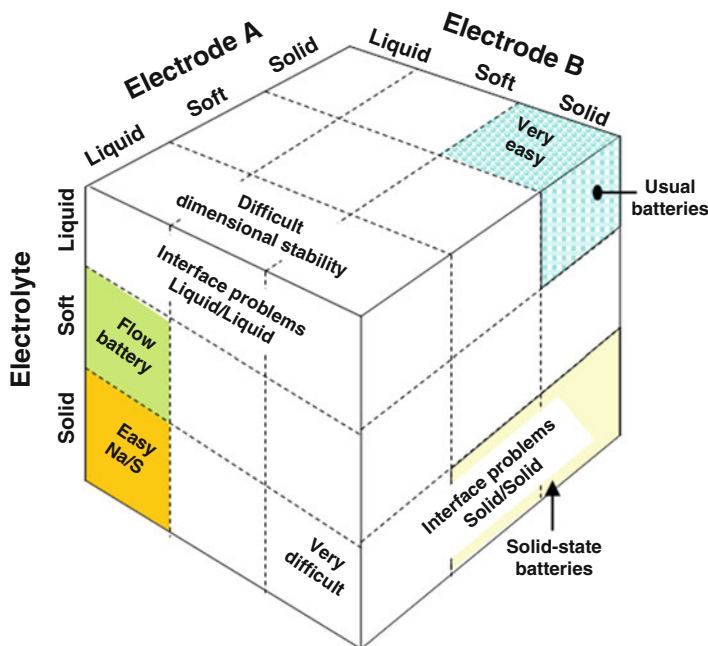 Electrode A
Liquid
Soft
Solid
Electrode B
Liquid
Soft
Solid
Electrolyte
Liquid
Soft
Solid
Very
easy
Usual
batteries
Difficult
dimensional stability
Interface problems
Liquid/Liquid
Flow
battery
Easy
Na/S
Very
difficult
Interface problems
Solid/Solid
Solid-state
batteries